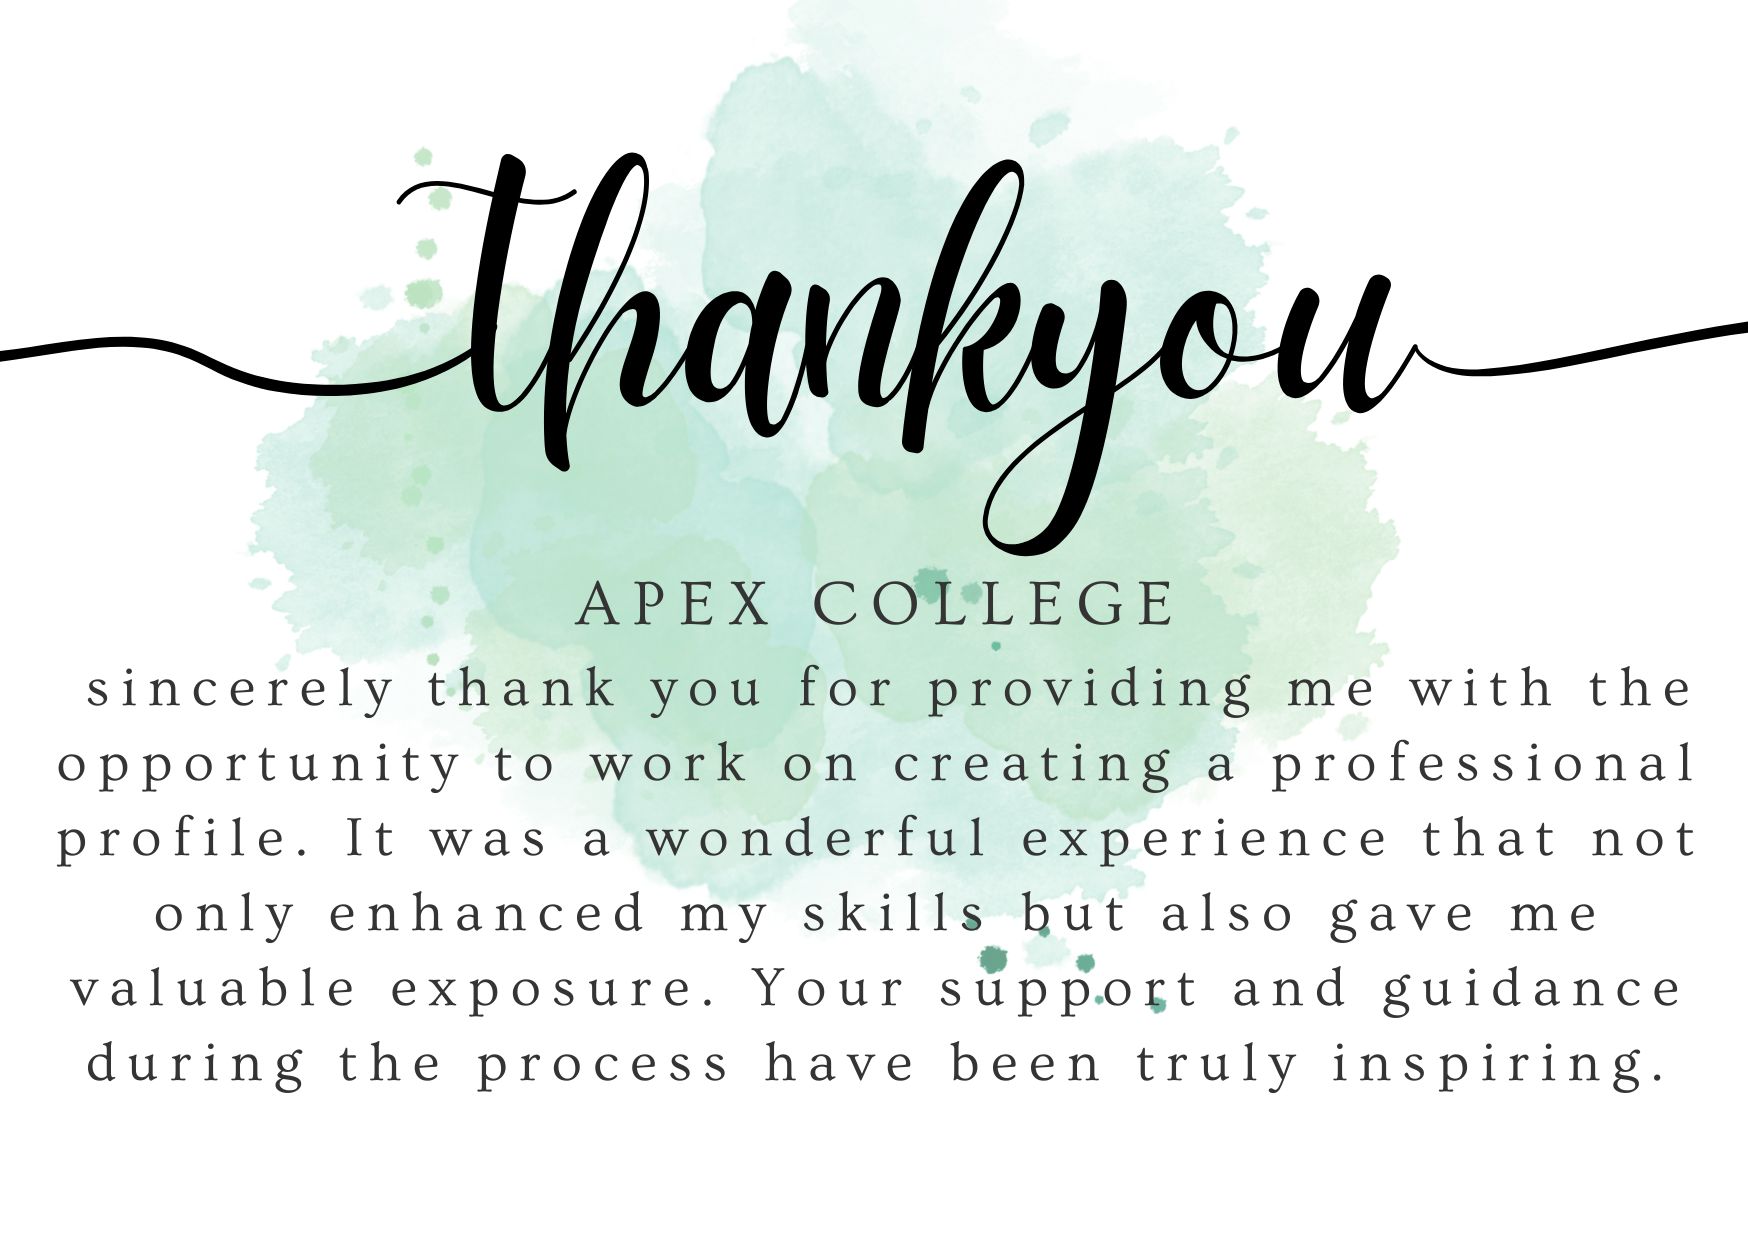 thankyou
APEX COLLEGE
sincerely thank you for providing me with the
opportunity to work on creating a professional
profile. It was a wonderful experience that not
only enhanced my skills but also gave me
valuable exposure. Your support and guidance
during the process have been truly inspiring.